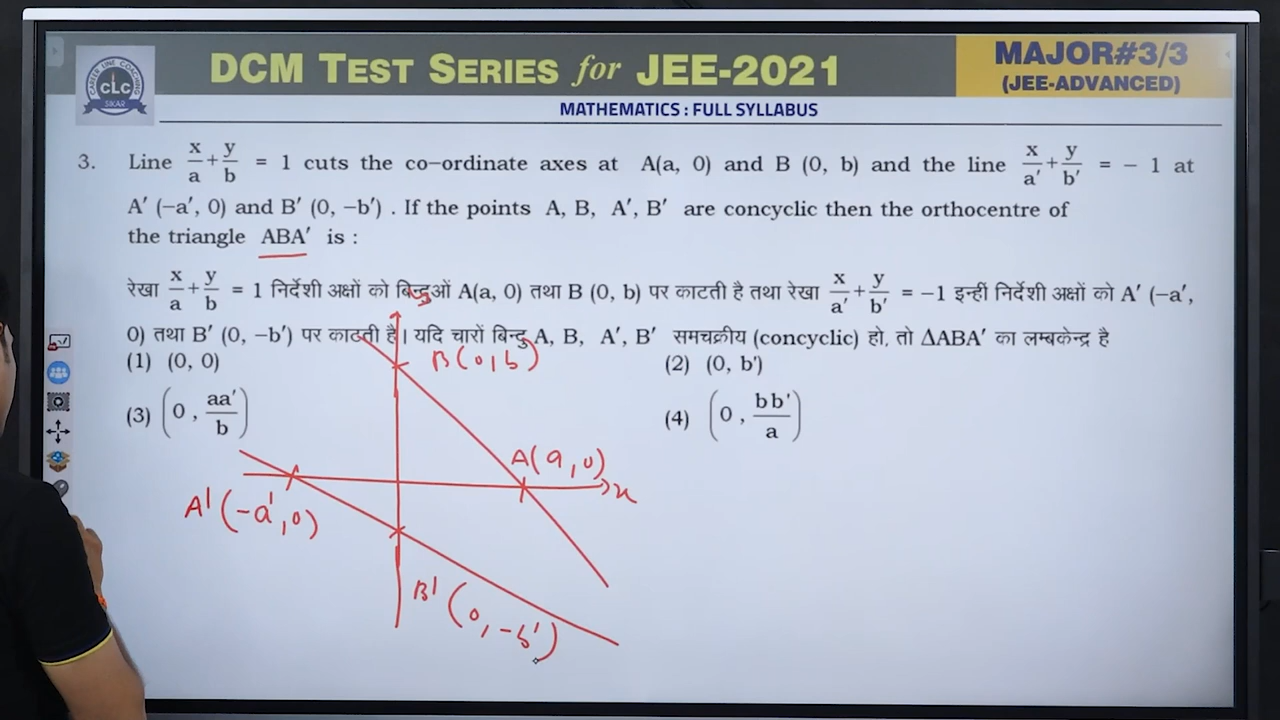 DCM TEST SERIES for JEE-2021
MAJOR#3/3
(JEE-ADVANCED)
CAREER LINE COACHING
CLC
SIKAR
MATHEMATICS : FULL SYLLABUS
3. Line x/a + y/b = 1 cuts the co-ordinate axes at A(a, 0) and B (0, b) and the line x/a′ + y/b′ = − 1 at
A′ (−a′, 0) and B′ (0, −b′) . If the points A, B, A′, B′ are concyclic then the orthocentre of
the triangle ABA′ is :
रेखा x/a + y/b = 1 निर्देशी अक्षों को बिन्दुओं A(a, 0) तथा B (0, b) पर काटती है तथा रेखा x/a′ + y/b′ = −1 इन्हीं निर्देशी अक्षों को A′ (−a′,
0) तथा B′ (0, −b′) पर काटती है। यदि चारों बिन्दु A, B, A′, B′ समचक्रीय (concyclic) हो, तो ΔABA′ का लम्बकेन्द्र है
(1) (0, 0)
(2) (0, b′)
(3) (0 , aa′/b)
(4) (0 , bb′/a)
B(0,b)
A(a,0)
x
A'(-a',0)
B'(0,-b')